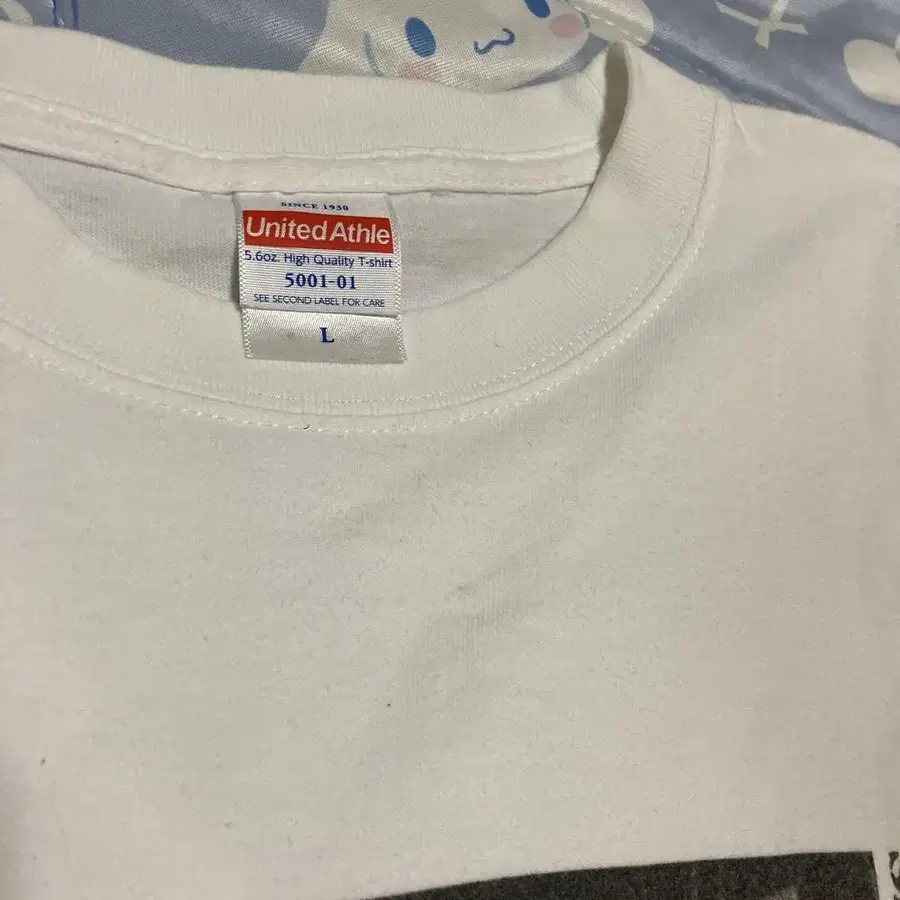 SINCE 1930
United Athle
5.6oz. High Quality T-shirt
5001-01
SEE SECOND LABEL FOR CARE
L